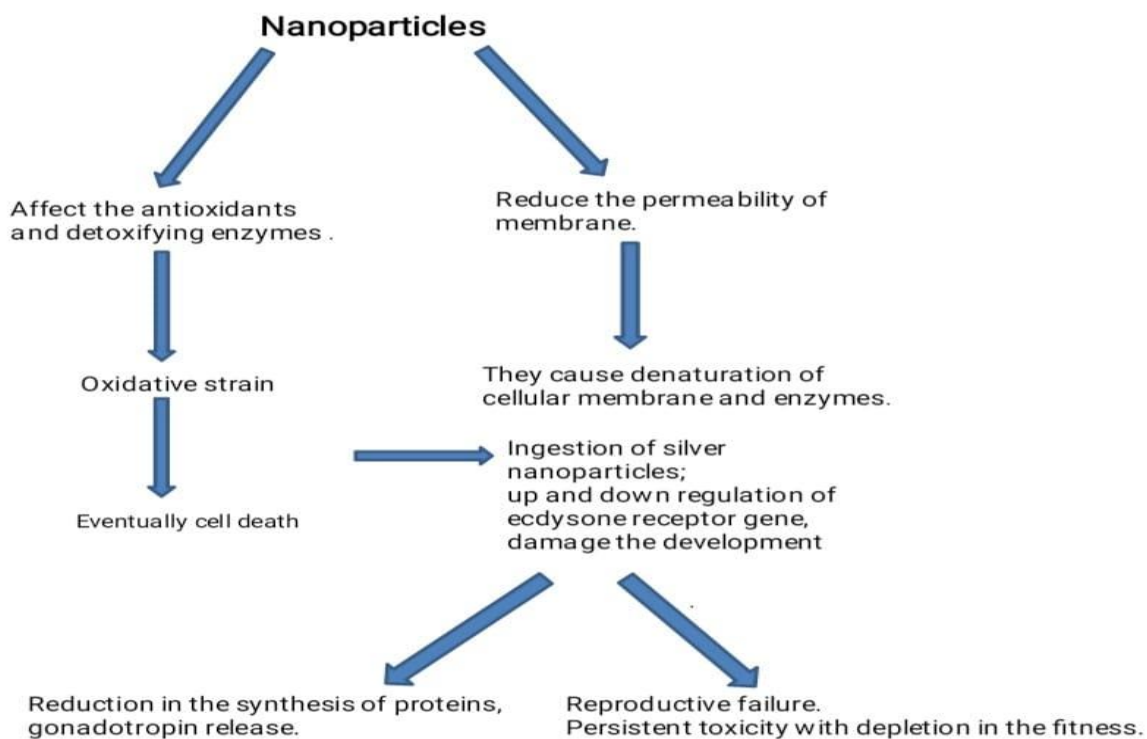 Nanoparticles
Affect the antioxidants
and detoxifying enzymes .
Reduce the permeability of
membrane.
Oxidative strain
They cause denaturation of
cellular membrane and enzymes.
Eventually cell death
Ingestion of silver
nanoparticles;
up and down regulation of
ecdysone receptor gene,
damage the development
Reduction in the synthesis of proteins,
gonadotropin release.
Reproductive failure.
Persistent toxicity with depletion in the fitness.